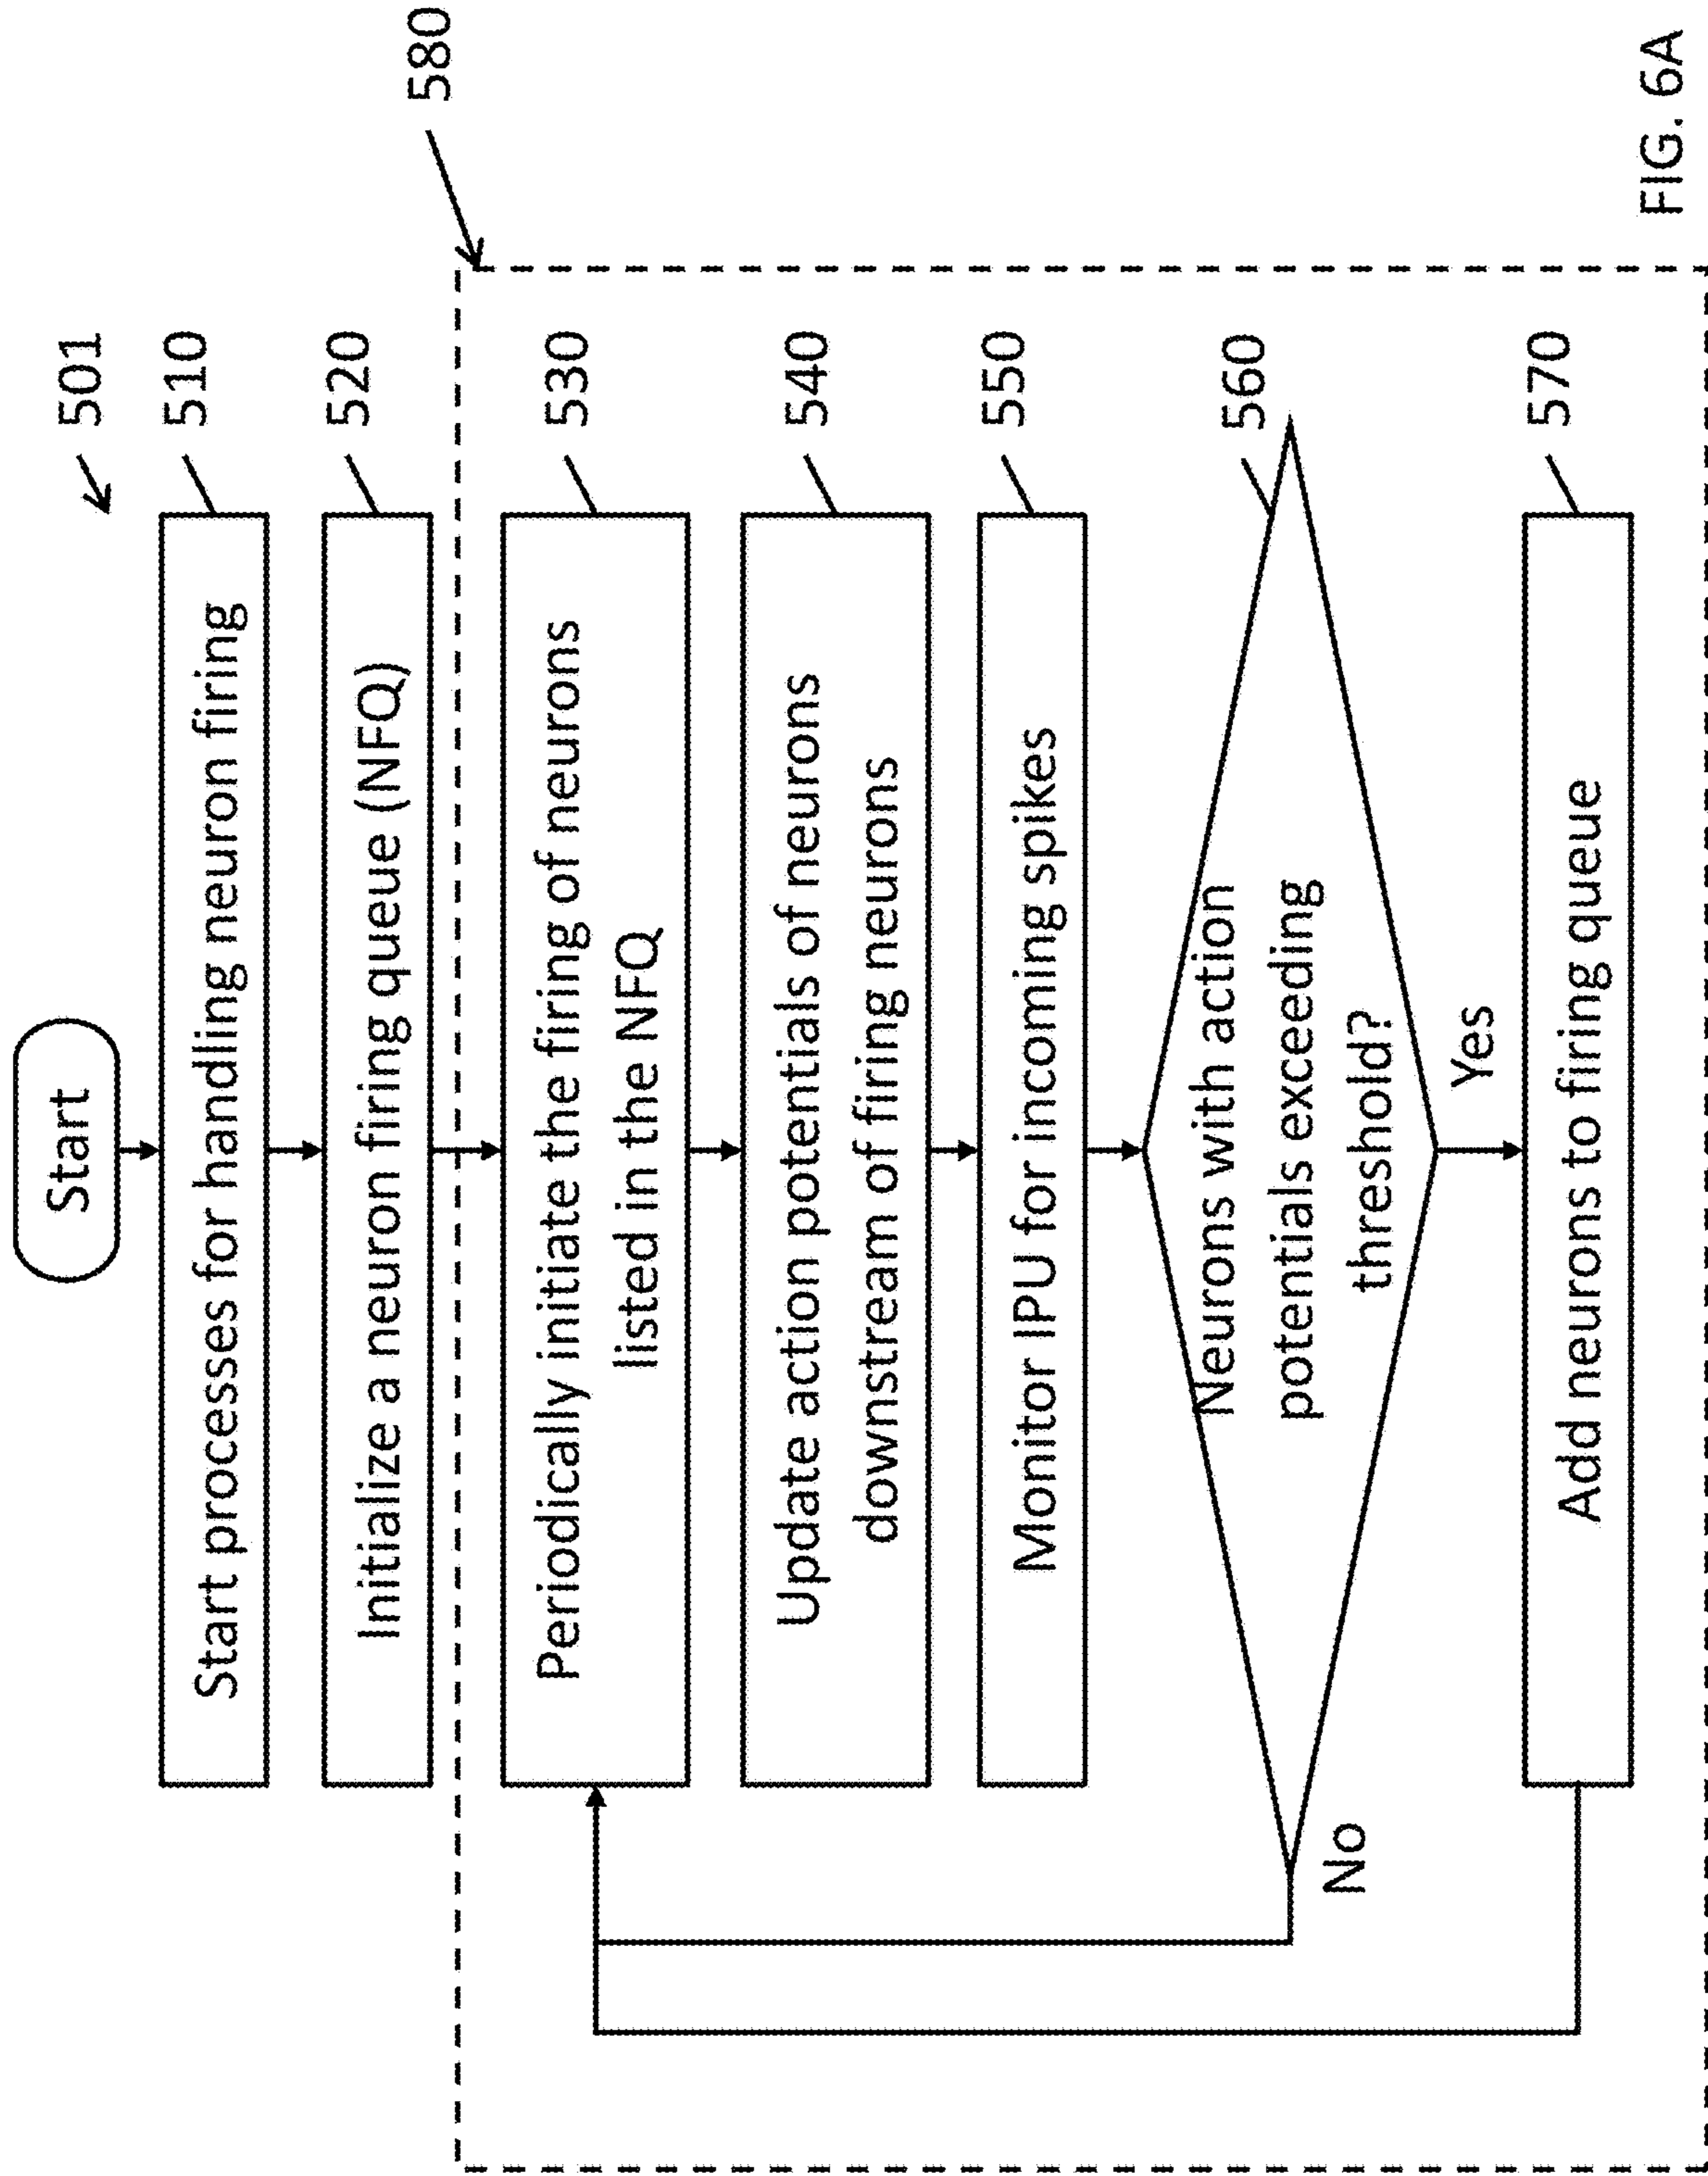 Start
501
Start processes for handling neuron firing
510
Initialize a neuron firing queue (NFQ)
520
580
Periodically initiate the firing of neurons
listed in the NFQ
530
Update action potentials of neurons
downstream of firing neurons
540
Monitor IPU for incoming spikes
550
Neurons with action
potentials exceeding
threshold?
560
No
Yes
Add neurons to firing queue
570
FIG. 6A